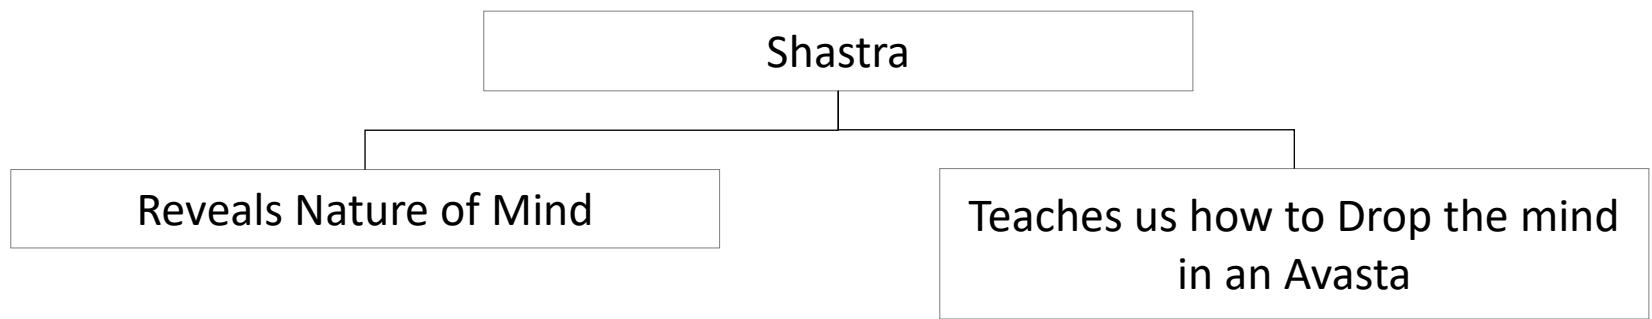 Shastra
Reveals Nature of Mind
Teaches us how to Drop the mind
in an Avasta